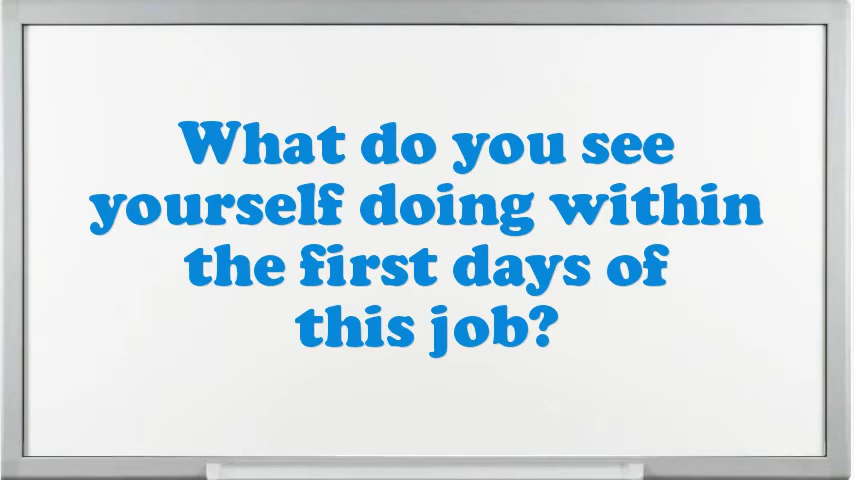 What do you see
yourself doing within
the first days of
this job?